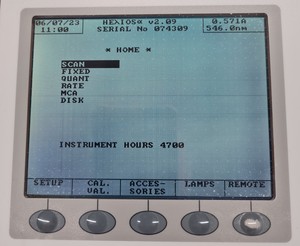 06/07/23 HEλIOSα v2.09 0.571A
11:00 SERIAL No 074309 546.0nm
* HOME *
SCAN
FIXED
QUANT
RATE
MCA
DISK
INSTRUMENT HOURS 4700
SETUP CAL. ACCES- LAMPS REMOTE
VAL. SORIES